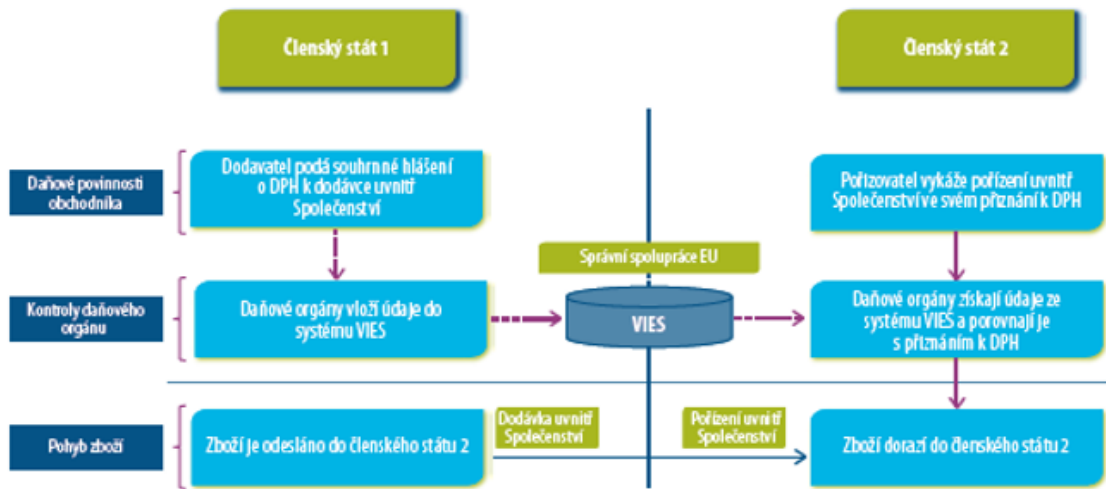 Členský stát 1
Členský stát 2
Daňové povinnosti
obchodníka
Dodavatel podá souhrnné hlášení
o DPH k dodávce uvnitř
Společenství
Pořizovatel vykáže pořízení uvnitř
Společenství ve svém přiznání k DPH
Správní spolupráce EU
Kontroly daňového
orgánu
Daňové orgány vloží údaje do
systému VIES
VIES
Daňové orgány získají údaje ze
systému VIES a porovnají je
s přiznáním k DPH
Pohyb zboží
Zboží je odesláno do členského státu 2
Dodávka uvnitř
Společenství
Pořízení uvnitř
Společenství
Zboží dorazí do členského státu 2